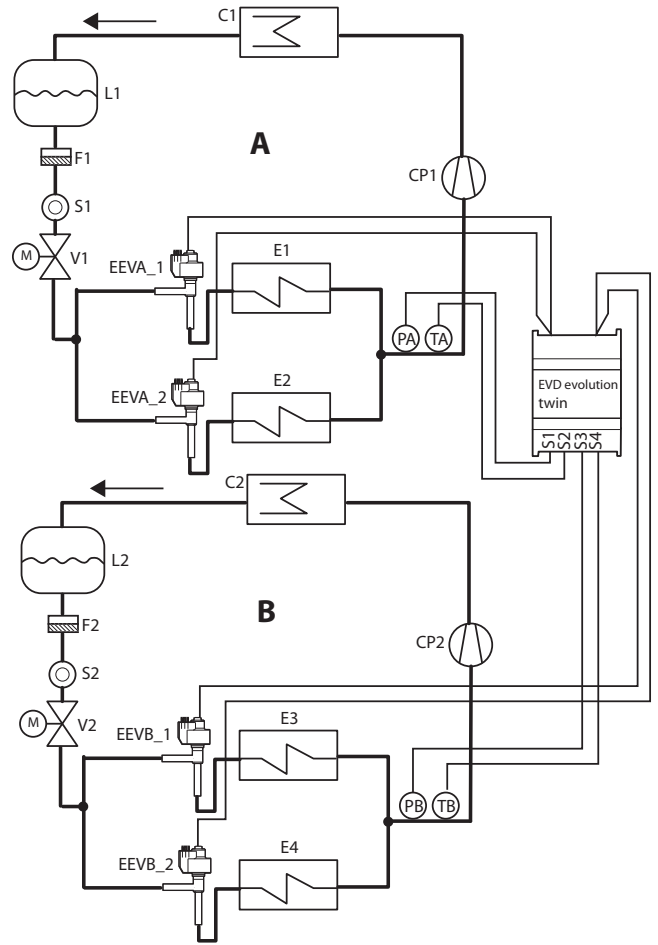 C1
L1
A
F1
CP1
S1
M
V1
EEVA_1
E1
PA
TA
EEVA_2
E2
EVD evolution
twin
S1
S2
S3
S4
C2
L2
B
F2
CP2
S2
M
V2
EEVB_1
E3
PB
TB
EEVB_2
E4